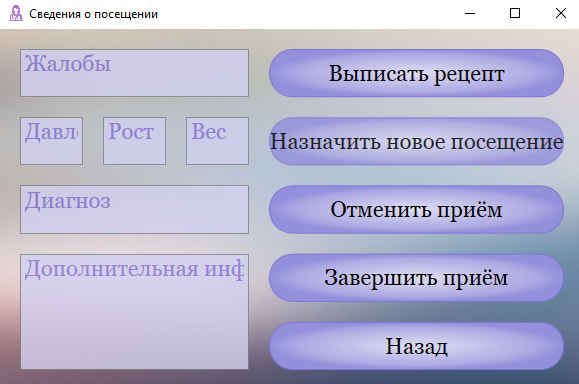 Сведения о посещении
Жалобы
Выписать рецепт
Давл
Рост
Вес
Назначить новое посещение
Диагноз
Отменить приём
Дополнительная инф
Завершить приём
Назад